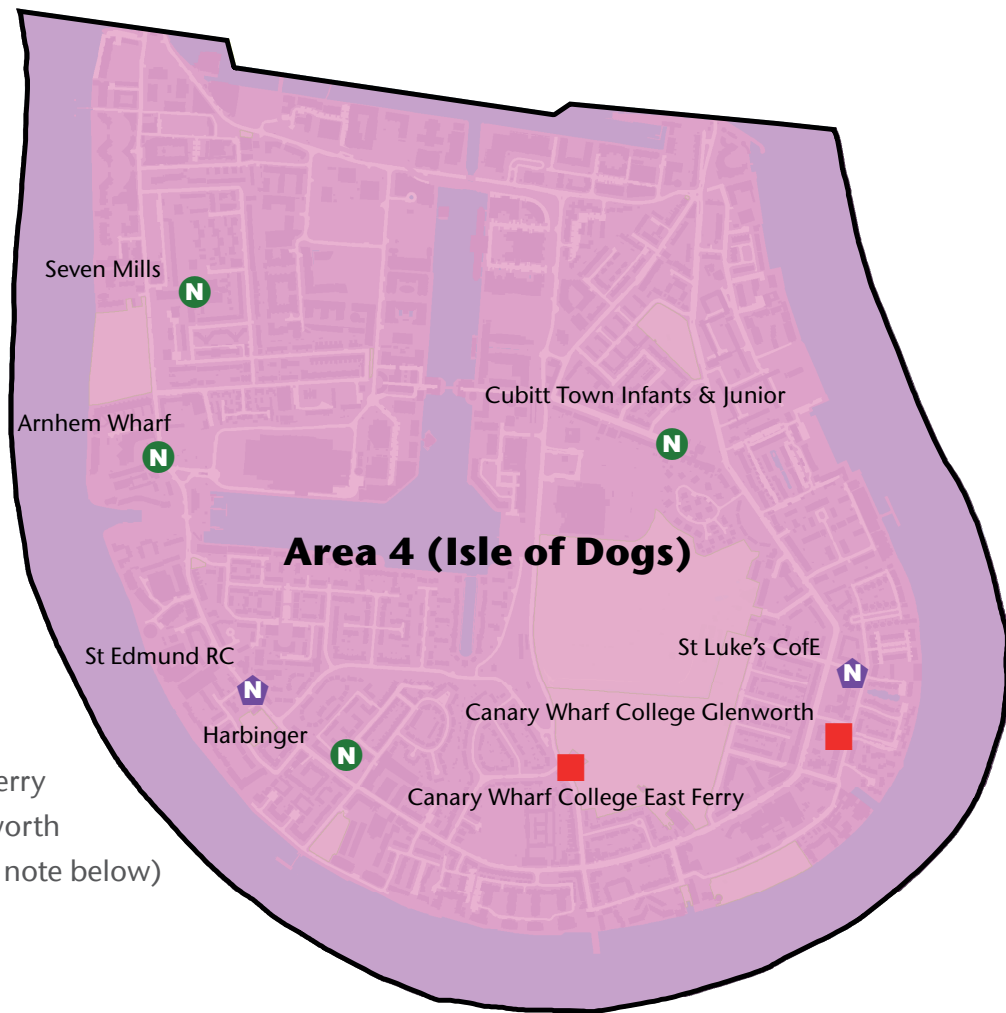 Seven Mills
N
Cubitt Town Infants & Junior
Arnhem Wharf
N
N
Area 4 (Isle of Dogs)
St Edmund RC
St Luke's CofE
N
N
Harbinger
Canary Wharf College Glenworth
N
Canary Wharf College East Ferry
erry
orth
note below)